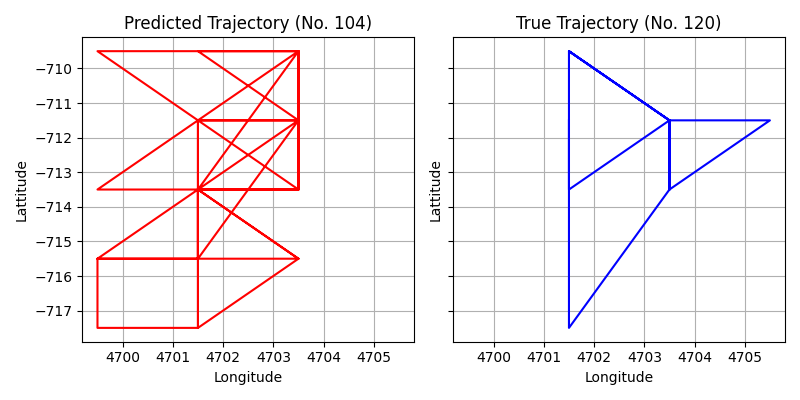 Predicted Trajectory (No. 104)
True Trajectory (No. 120)
−710
−711
−712
−713
−714
−715
−716
−717
Lattitude
Lattitude
4700 4701 4702 4703 4704 4705
4700 4701 4702 4703 4704 4705
Longitude
Longitude